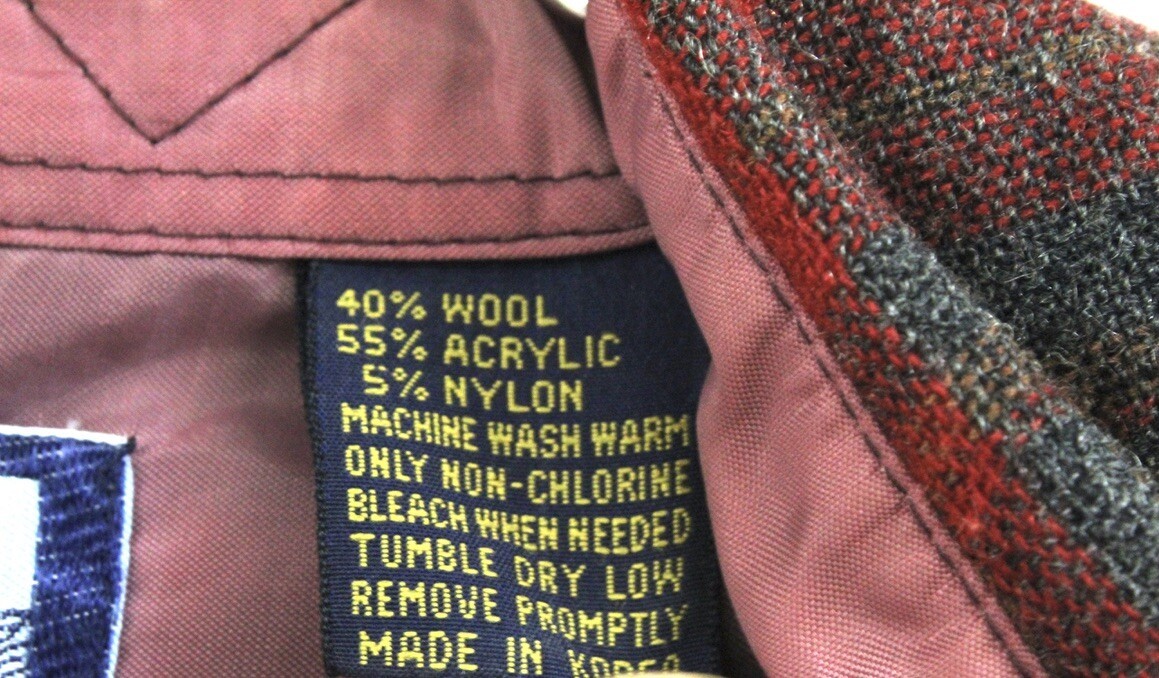 40% WOOL
55% ACRYLIC
5% NYLON
MACHINE WASH WARM
ONLY NON-CHLORINE
BLEACH WHEN NEEDED
TUMBLE DRY LOW
REMOVE PROMPTLY
MADE IN KOREA